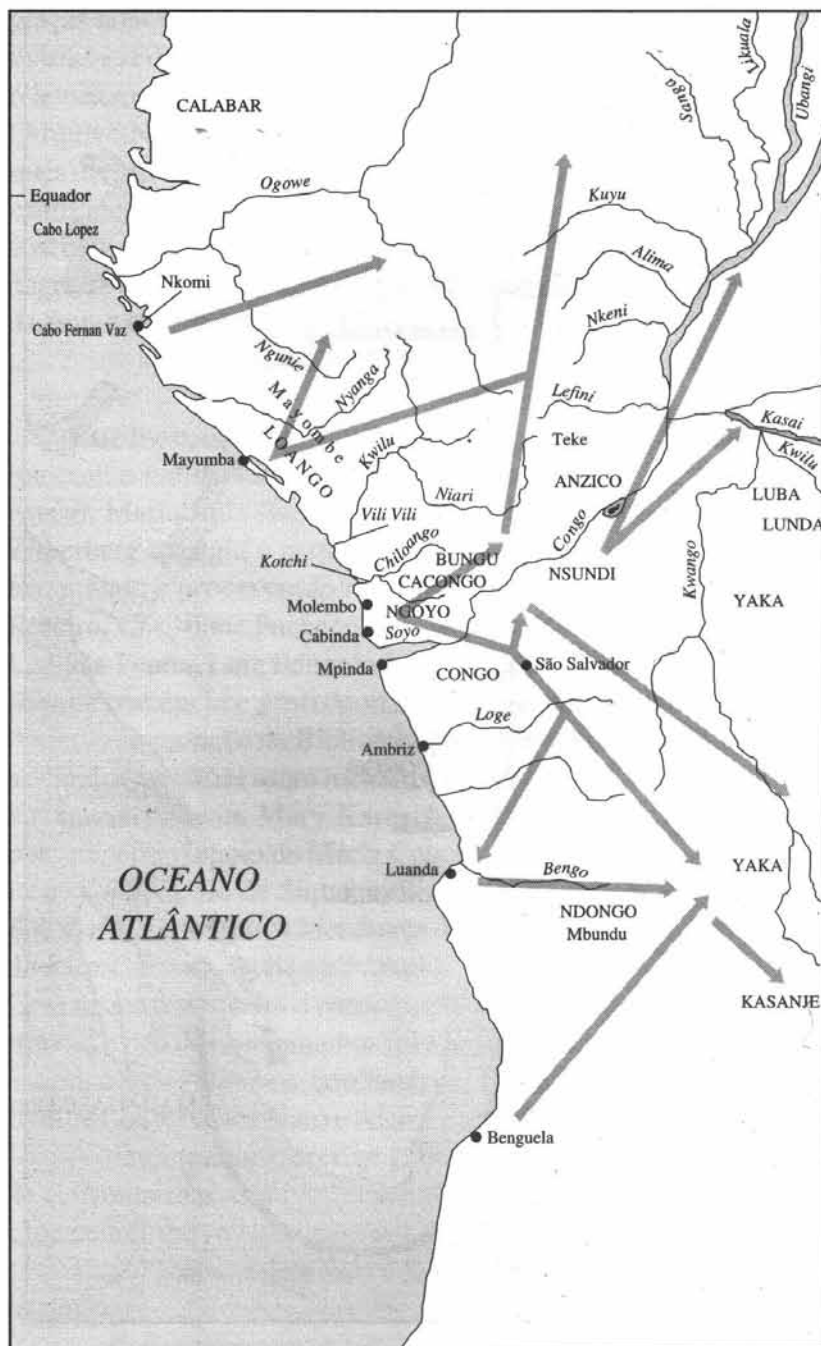 Likuala
Ubangi
Sanga
CALABAR
Equador
Ogowe
Kuyu
Cabo Lopez
Alima
Nkomi
Cabo Fernan Vaz
Nkeni
Ngunie
Nyanga
Mayombe
Lefini
Kasai
LOANGO
Kwilu
Teke
Kwilu
Mayumba
ANZICO
LUBA
Niari
LUNDA
Vili Vili
Congo
Chiloango
BUNGU
Kotchi
CACONGO
NSUNDI
Kwango
YAKA
Molembo
NGOYO
Cabinda
Soyo
Mpinda
CONGO
São Salvador
Loge
Ambriz
Luanda
Bengo
YAKA
OCEANO
ATLÂNTICO
NDONGO
Mbundu
KASANJE
Benguela